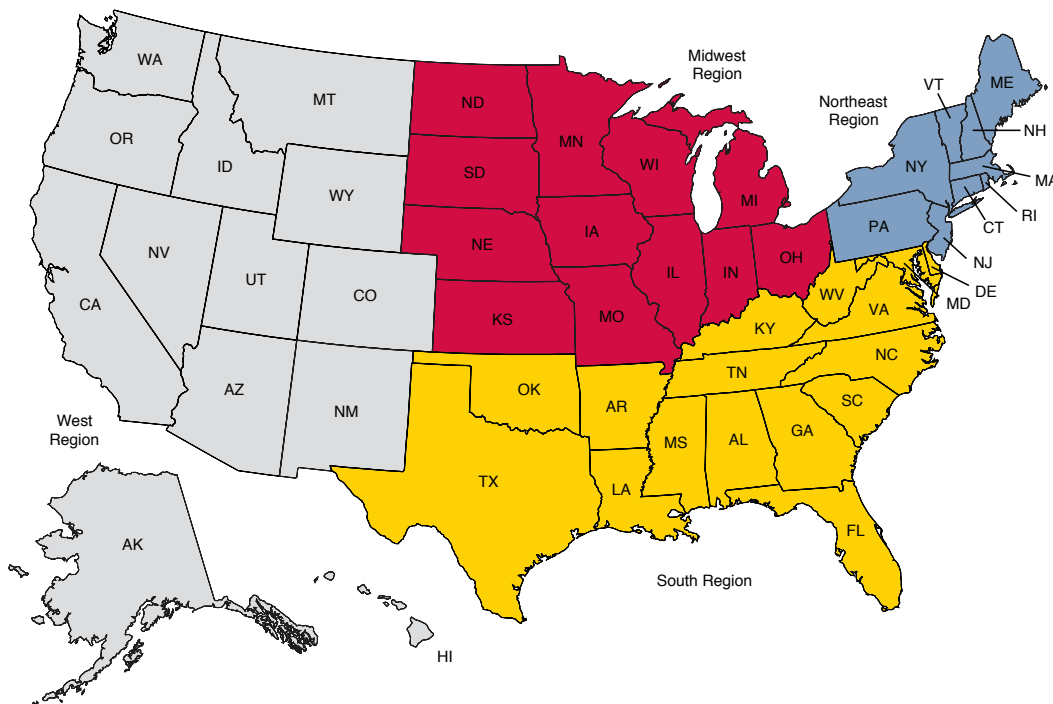 WA
MT
ND
MN
Midwest
Region
ME
VT
Northeast
Region
NH
OR
ID
WY
SD
WI
MI
NY
MA
RI
CT
NV
UT
CO
NE
IA
IL
IN
OH
PA
NJ
DE
MD
CA
KS
MO
WV
VA
KY
NC
TN
AZ
NM
OK
AR
SC
West
Region
MS
AL
GA
TX
LA
FL
AK
South Region
HI